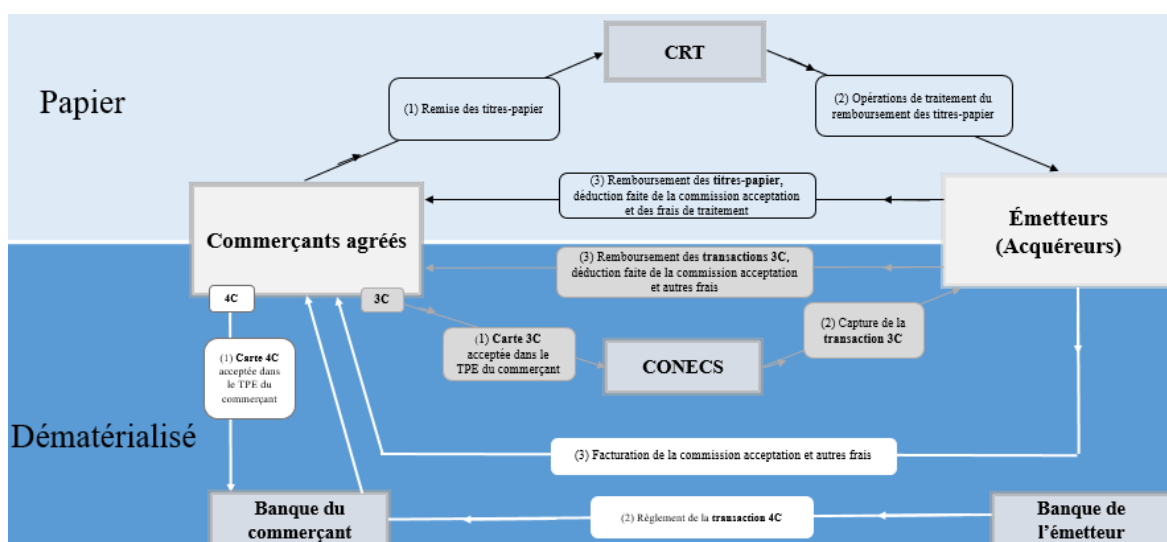 CRT
Papier
(1) Remise des titres-papier
(2) Opérations de traitement du
remboursement des titres-papier
(3) Remboursement des titres-papier,
déduction faite de la commission acceptation
et des frais de traitement
Commerçants agréés
Émetteurs
(Acquéreurs)
(3) Remboursement des transactions 3C,
déduction faite de la commission acceptation
et autres frais
4C
3C
(1) Carte 4C
acceptée dans
le TPE du
commerçant
(1) Carte 3C
acceptée dans le
TPE du commerçant
(2) Capture de la
transaction 3C
CONECS
Dématérialisé
(3) Facturation de la commission acceptation et autres frais
Banque du
commerçant
(2) Règlement de la transaction 4C
Banque de
l'émetteur